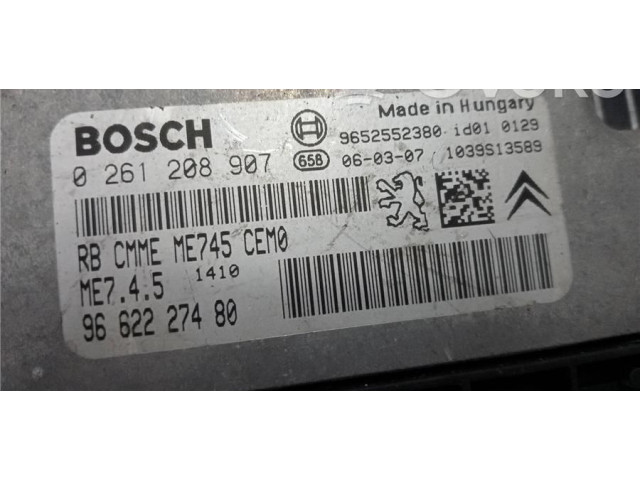 Made in Hungary
BOSCH
9652552380 id01 0129
0 261 208 907
658
06-03-07
1039S13589
RB CMME ME745 CEM0
ME7.4.5
1410
96 622 274 80